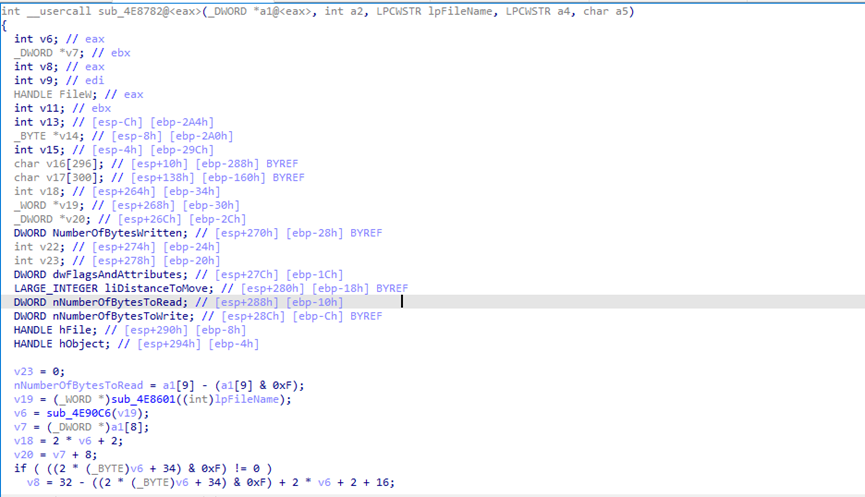 int __usercall sub_4E8782@<eax>(_DWORD *a1@<eax>, int a2, LPCWSTR lpFileName, LPCWSTR a4, char a5)
{
int v6; // eax
_DWORD *v7; // ebx
int v8; // eax
int v9; // edi
HANDLE FileW; // eax
int v11; // ebx
int v13; // [esp-Ch] [ebp-2A4h]
_BYTE *v14; // [esp-8h] [ebp-2A0h]
int v15; // [esp-4h] [ebp-29Ch]
char v16[296]; // [esp+10h] [ebp-288h] BYREF
char v17[300]; // [esp+138h] [ebp-160h] BYREF
int v18; // [esp+264h] [ebp-34h]
_WORD *v19; // [esp+268h] [ebp-30h]
_DWORD *v20; // [esp+26Ch] [ebp-2Ch]
DWORD NumberOfBytesWritten; // [esp+270h] [ebp-28h] BYREF
int v22; // [esp+274h] [ebp-24h]
int v23; // [esp+278h] [ebp-20h]
DWORD dwFlagsAndAttributes; // [esp+27Ch] [ebp-1Ch]
LARGE_INTEGER liDistanceToMove; // [esp+280h] [ebp-18h] BYREF
DWORD nNumberOfBytesToRead; // [esp+288h] [ebp-10h]
DWORD nNumberOfBytesToWrite; // [esp+28Ch] [ebp-Ch] BYREF
HANDLE hFile; // [esp+290h] [ebp-8h]
HANDLE hObject; // [esp+294h] [ebp-4h]
v23 = 0;
nNumberOfBytesToRead = a1[9] - (a1[9] & 0xF);
v19 = (_WORD *)sub_4E8601((int)lpFileName);
v6 = sub_4E90C6(v19);
v7 = (_DWORD *)a1[8];
v18 = 2 * v6 + 2;
v20 = v7 + 8;
if ( ((2 * (_BYTE)v6 + 34) & 0xF) != 0 )
v8 = 32 - ((2 * (_BYTE)v6 + 34) & 0xF) + 2 * v6 + 2 + 16;